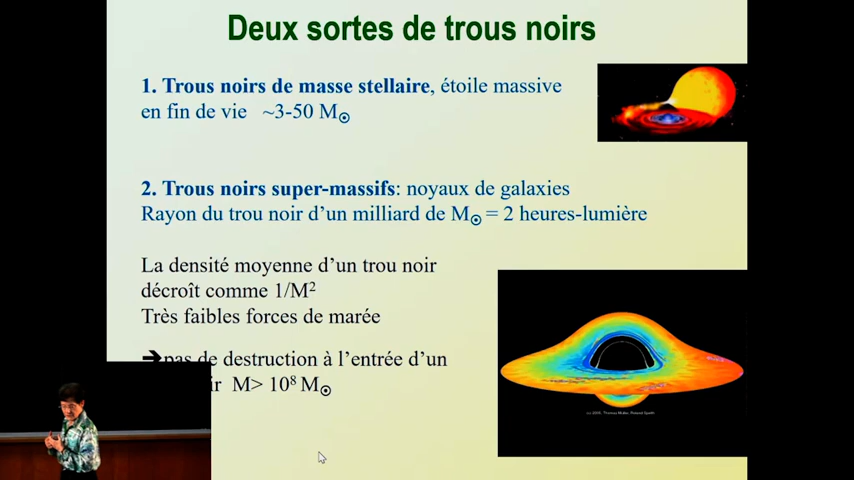 Deux sortes de trous noirs
1. Trous noirs de masse stellaire, étoile massive
en fin de vie ~3-50 M☉
2. Trous noirs super-massifs: noyaux de galaxies
Rayon du trou noir d’un milliard de M☉ = 2 heures-lumière
La densité moyenne d’un trou noir
décroît comme 1/M²
Très faibles forces de marée
➔pas de destruction à l’entrée d’un
ir M> 10⁸ M☉